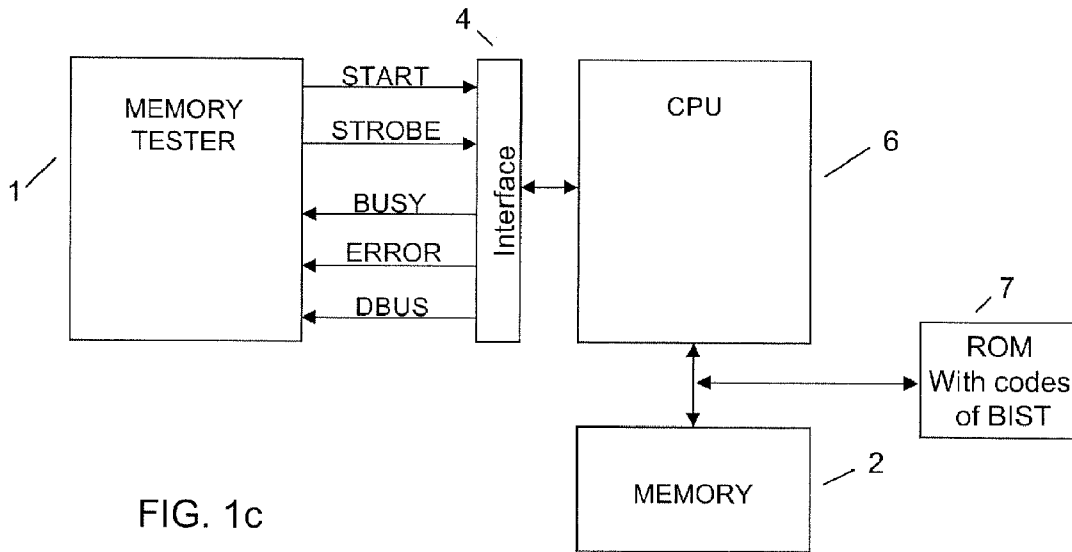 4
START
MEMORY
TESTER
CPU
STROBE
1
6
BUSY
Interface
ERROR
7
DBUS
ROM
With codes
of BIST
2
MEMORY
FIG. 1c